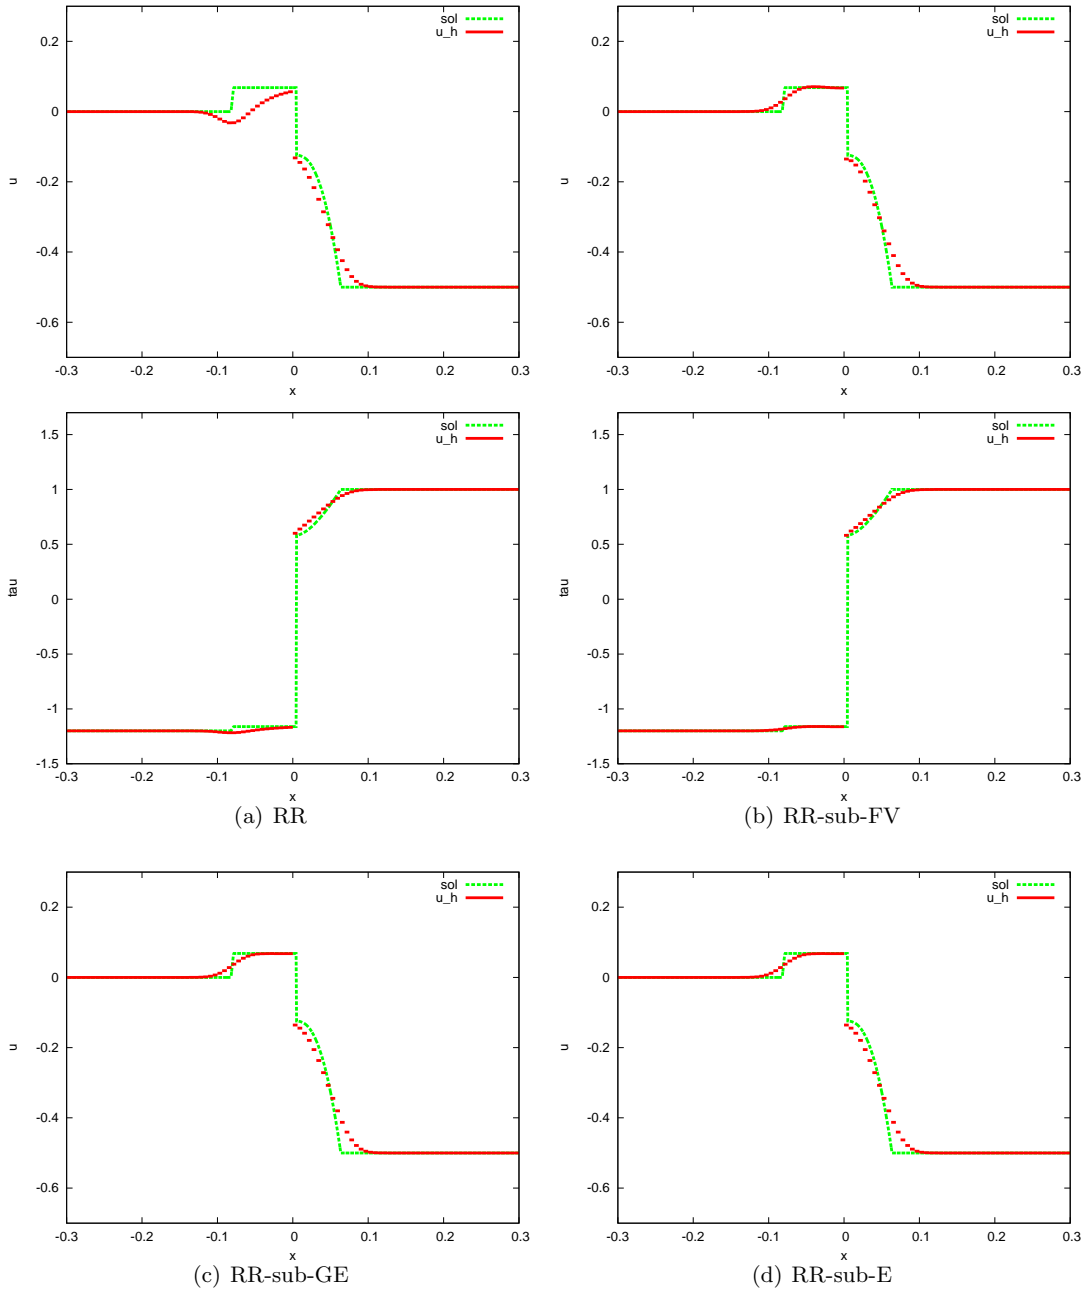 sol
u_h
0.2
0
-0.2
-0.4
-0.6
u
-0.3 -0.2 -0.1 0 0.1 0.2 0.3
x
sol
u_h
0.2
0
-0.2
-0.4
-0.6
u
-0.3 -0.2 -0.1 0 0.1 0.2 0.3
x
sol
u_h
1.5
1
0.5
0
-0.5
-1
-1.5
tau
-0.3 -0.2 -0.1 0 0.1 0.2 0.3
x
(a) RR
sol
u_h
1.5
1
0.5
0
-0.5
-1
-1.5
tau
-0.3 -0.2 -0.1 0 0.1 0.2 0.3
x
(b) RR-sub-FV
sol
u_h
0.2
0
-0.2
-0.4
-0.6
u
-0.3 -0.2 -0.1 0 0.1 0.2 0.3
x
(c) RR-sub-GE
sol
u_h
0.2
0
-0.2
-0.4
-0.6
u
-0.3 -0.2 -0.1 0 0.1 0.2 0.3
x
(d) RR-sub-E